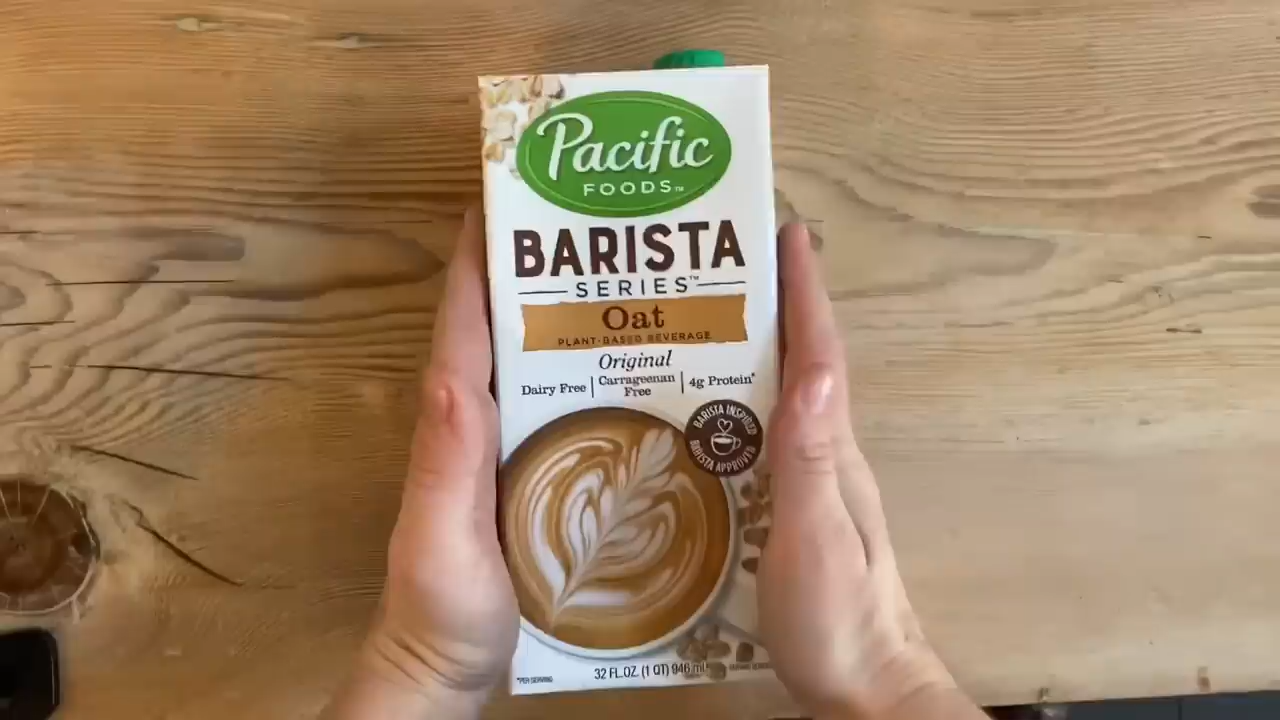 Pacific
FOODS™
BARISTA
SERIES™
Oat
PLANT-BASED BEVERAGE
Original
Dairy Free
Carrageenan
Free
4g Protein*
BARISTA INSPIRED
BARISTA APPROVED
32 FL.OZ. (1 QT) 946 ml
*PER SERVING